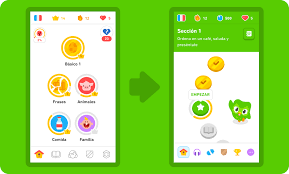 Básico 1
Frases
Animales
Comida
Familia
Sección 1
Ordena en un café, saluda y
preséntate
EMPEZAR